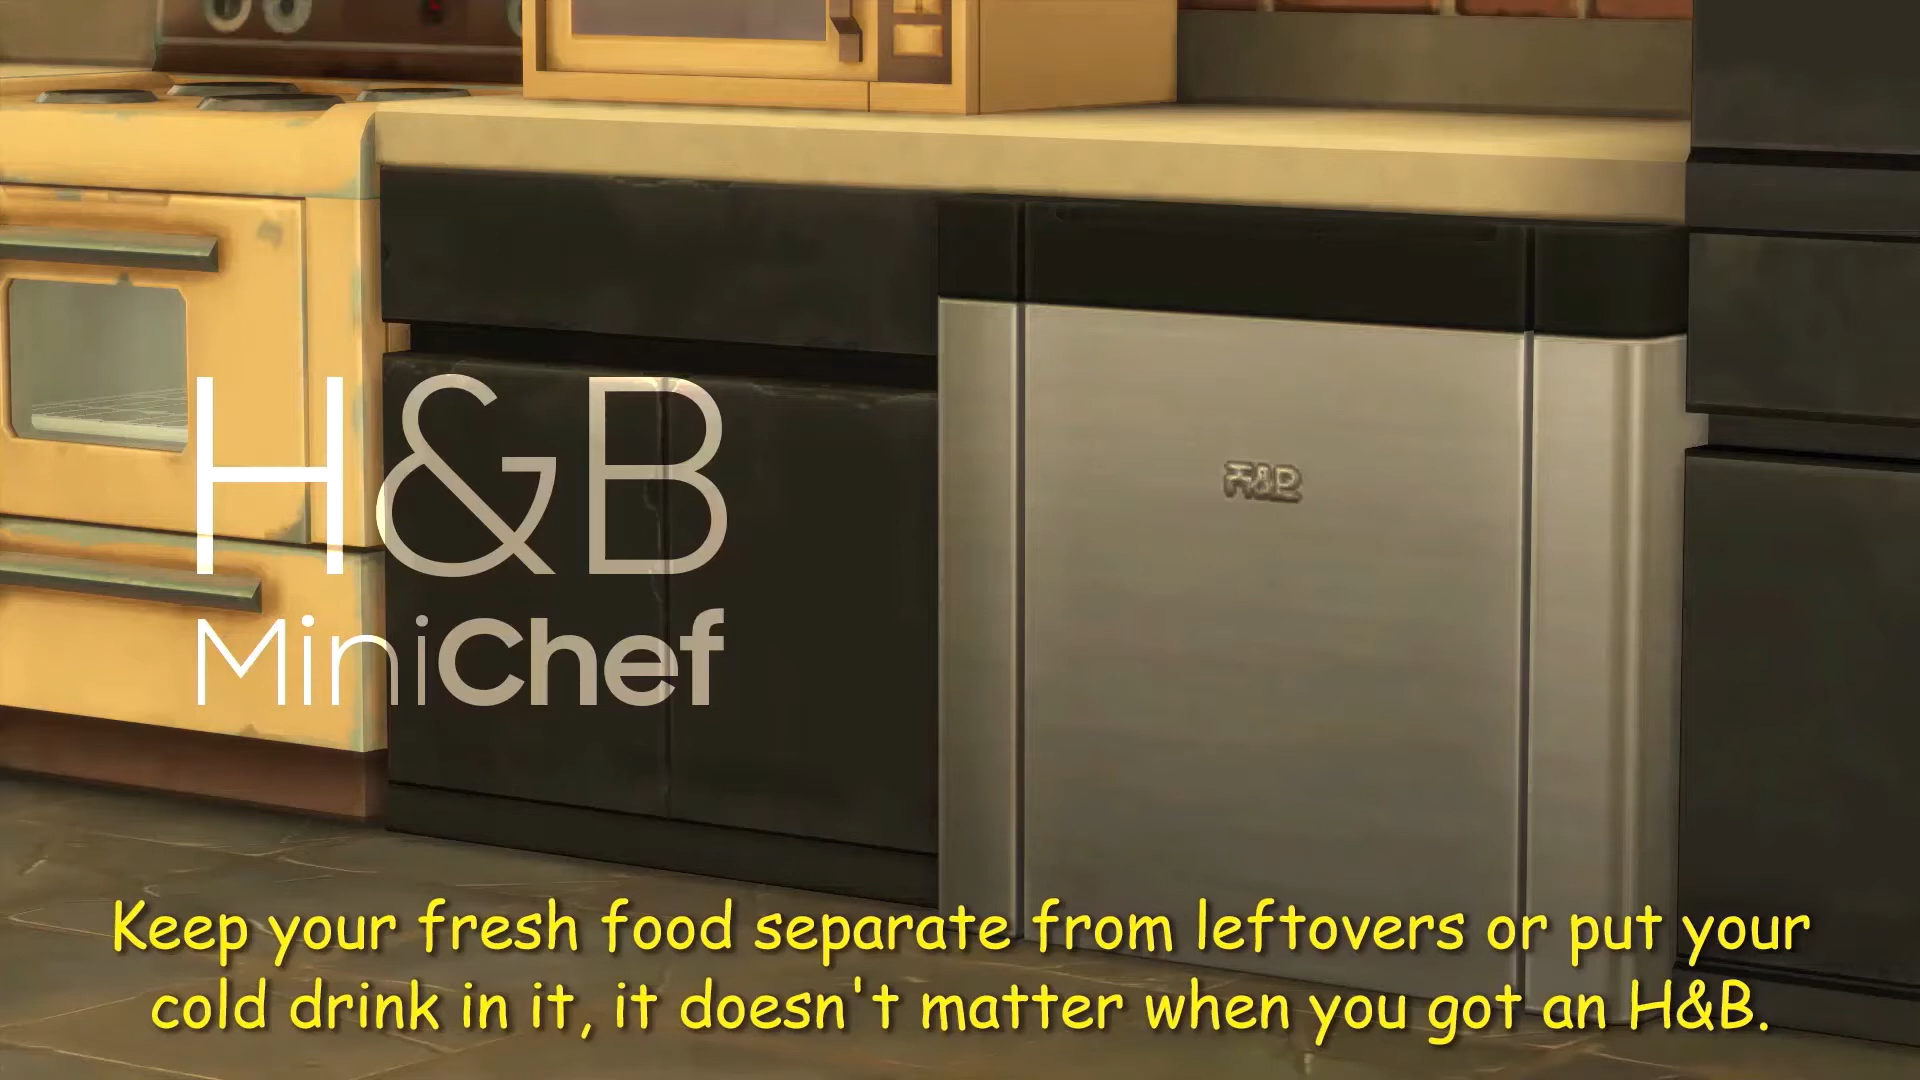 H&B
MiniChef
H&B
Keep your fresh food separate from leftovers or put your
cold drink in it, it doesn't matter when you got an H&B.